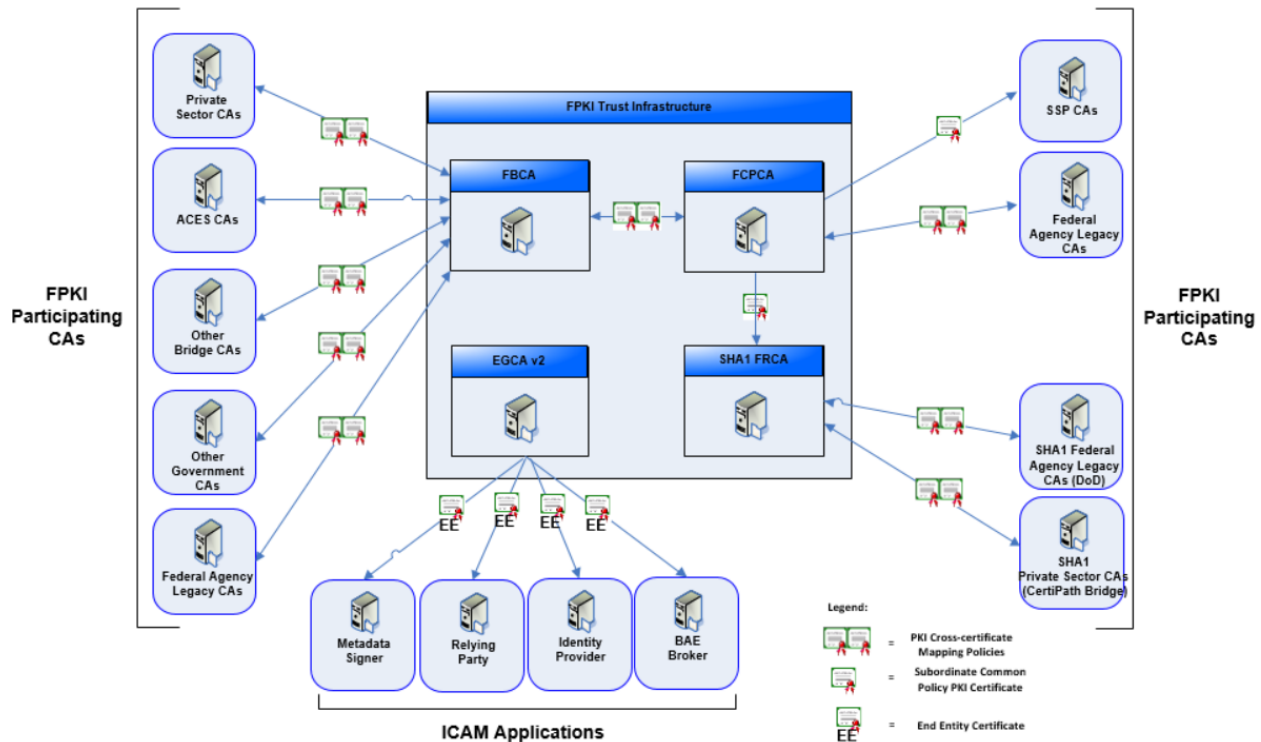 Private
Sector CAs
ACES CAs
Other
Bridge CAs
Other
Government
CAs
Federal Agency
Legacy CAs
FPKI
Participating
CAs
FPKI Trust Infrastructure
FBCA
FCPCA
EGCA v2
SHA1 FRCA
SSP CAs
Federal
Agency Legacy
CAs
FPKI
Participating
CAs
SHA1 Federal
Agency Legacy
CAs (DoD)
SHA1
Private Sector CAs
(CertiPath Bridge)
EE
EE
EE
EE
Metadata
Signer
Relying
Party
Identity
Provider
BAE
Broker
ICAM Applications
Legend:
= PKI Cross-certificate
Mapping Policies
= Subordinate Common
Policy PKI Certificate
= End Entity Certificate
EE